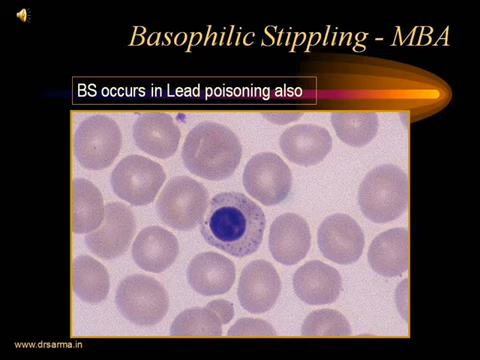 Basophilic Stippling - MBA
BS occurs in Lead poisoning also
www.drsarma.in